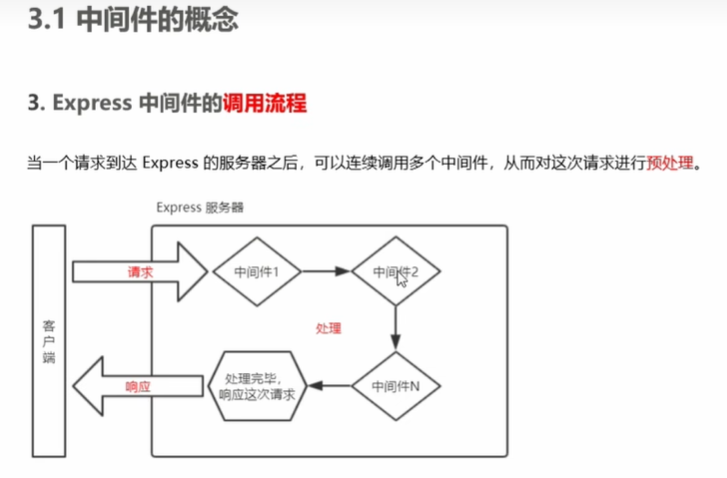 3.1 中间件的概念
3. Express 中间件的调用流程
当一个请求到达 Express 的服务器之后，可以连续调用多个中间件，从而对这次请求进行预处理。
Express 服务器
客户端
请求
中间件1
中间件2
处理
响应
处理完毕，
响应这次请求
中间件N